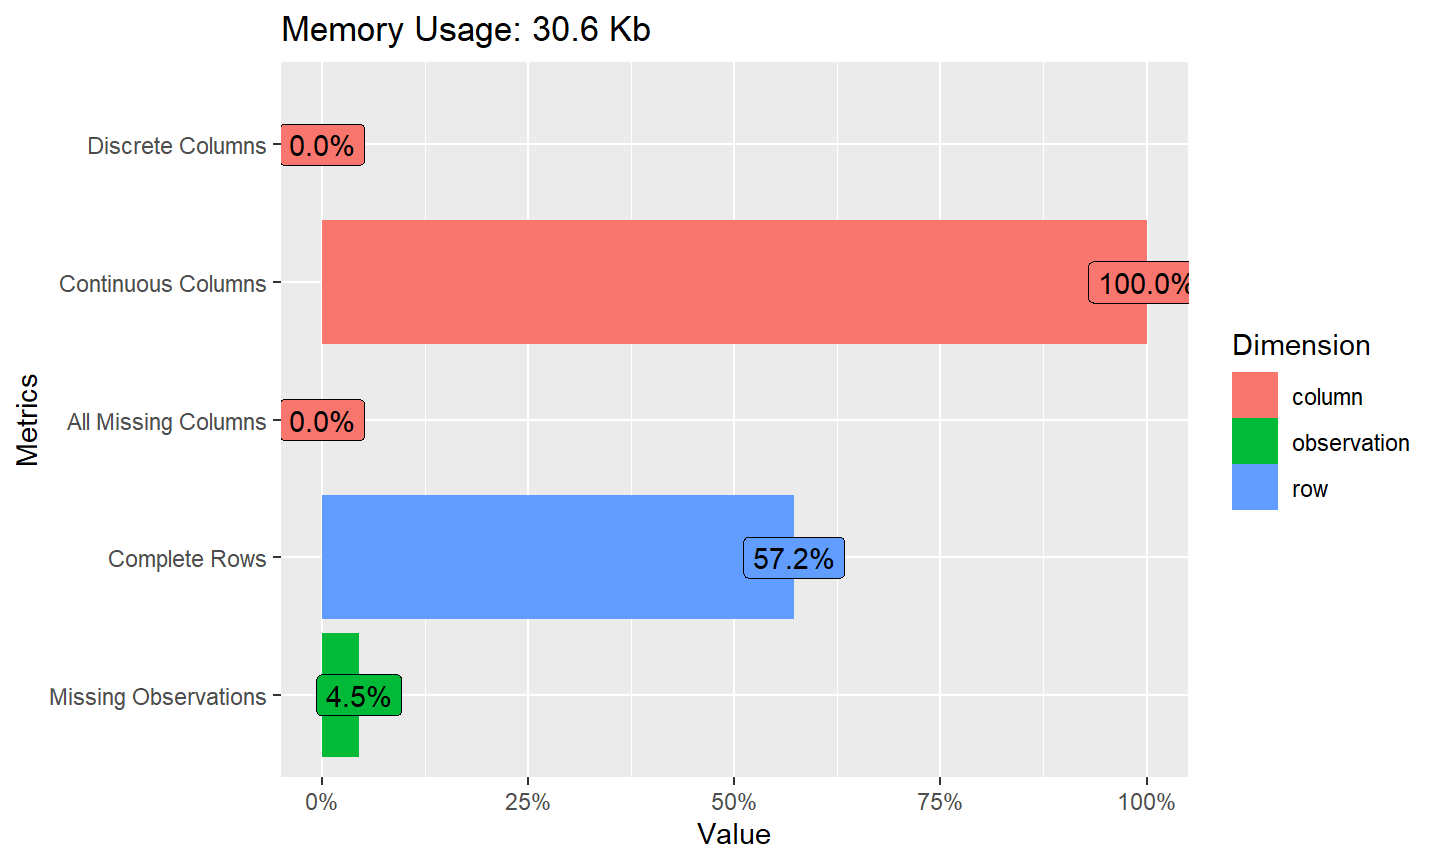 Memory Usage: 30.6 Kb
Discrete Columns
0.0%
Continuous Columns
100.0%
All Missing Columns
0.0%
Complete Rows
57.2%
Missing Observations
4.5%
Metrics
0%
25%
50%
75%
100%
Value
Dimension
column
observation
row